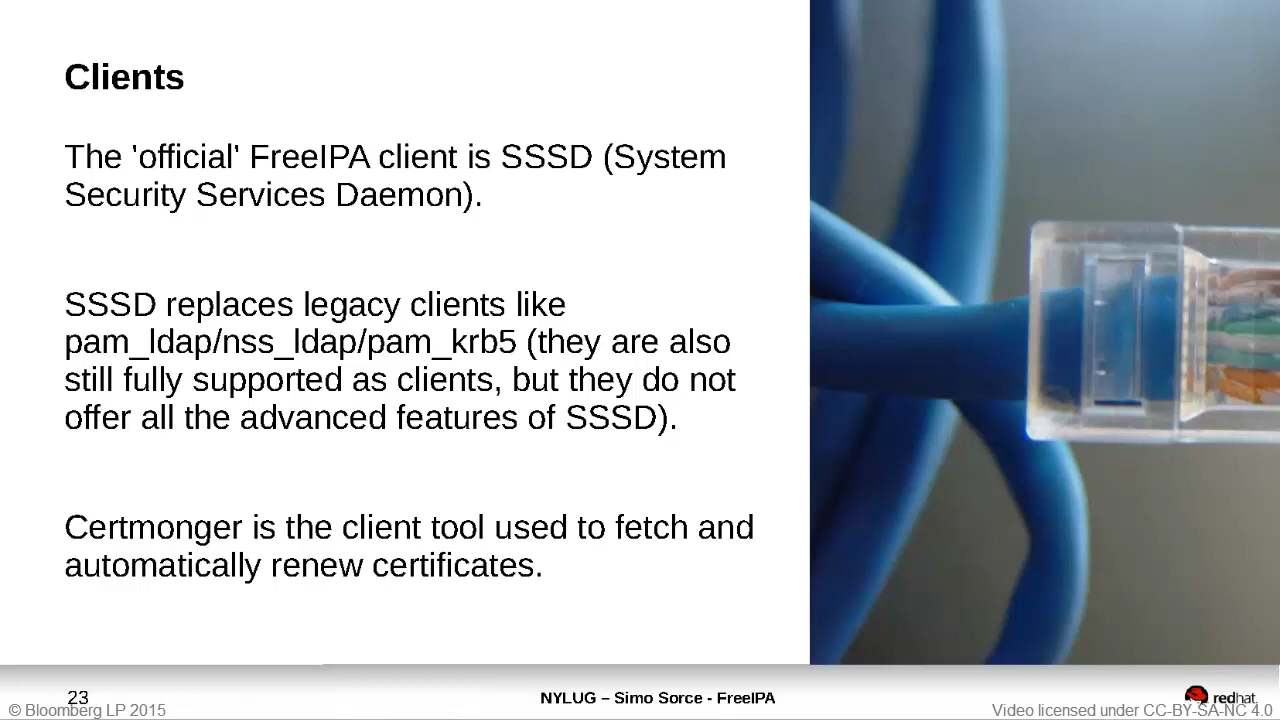 Clients
The 'official' FreeIPA client is SSSD (System
Security Services Daemon).
SSSD replaces legacy clients like
pam_ldap/nss_ldap/pam_krb5 (they are also
still fully supported as clients, but they do not
offer all the advanced features of SSSD).
Certmonger is the client tool used to fetch and
automatically renew certificates.
23
NYLUG – Simo Sorce - FreeIPA
redhat.
© Bloomberg LP 2015
Video licensed under CC-BY-SA-NC 4.0